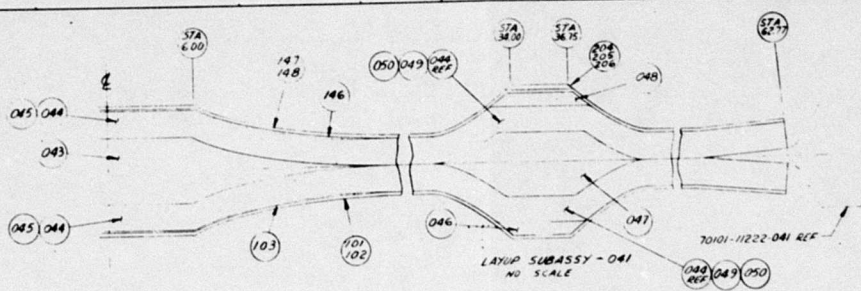 STA
6.00
STA
34.00
STA
36.75
STA
62.77
147
148
146
050 049 044
REF
204
205
206
048
℄
045 044
043
045 044
103
101
102
046
047
LAYUP SUBASSY -041
NO SCALE
70101-11222-041 REF
044
REF 049 050